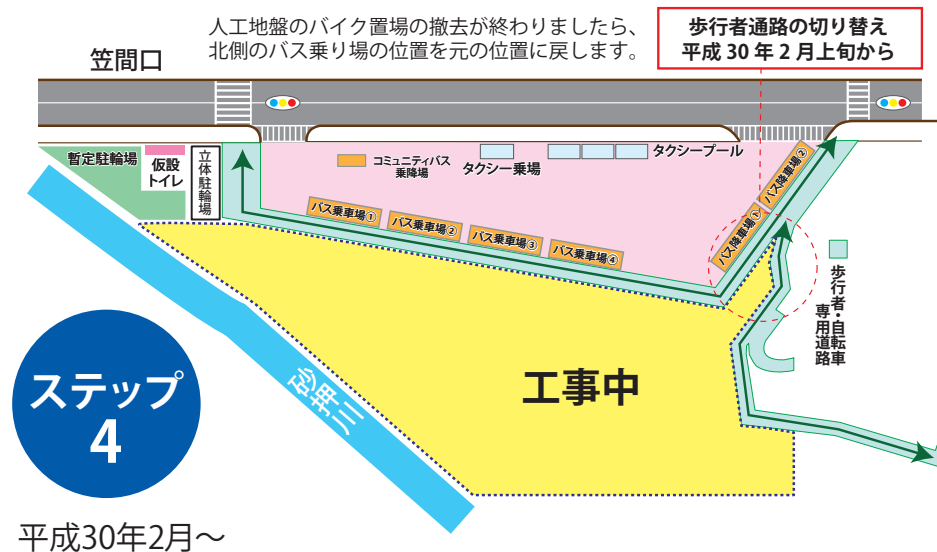 人工地盤のバイク置場の撤去が終わりましたら、
北側のバス乗り場の位置を元の位置に戻します。
歩行者通路の切り替え
平成30年2月上旬から
笠間口
暫定駐輪場
仮設
トイレ
立体駐輪場
コミュニティバス
乗降場
タクシー乗場
タクシープール
バス乗車場①
バス乗車場②
バス乗車場③
バス乗車場④
バス降車場①
バス降車場②
歩行者・自転車
専用道路
工事中
砂押川
ステップ
4
平成30年2月〜